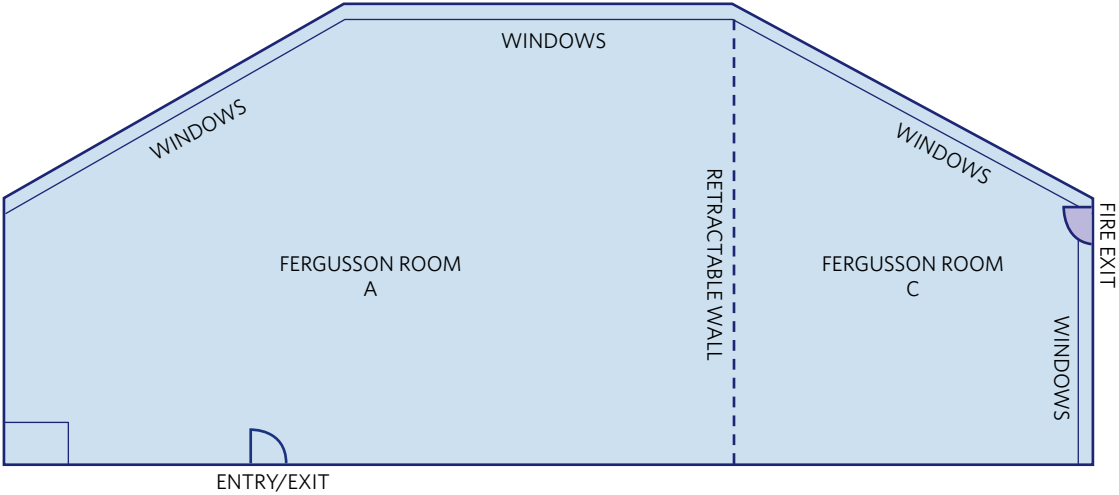 WINDOWS
WINDOWS
WINDOWS
RETRACTABLE WALL
FIRE EXIT
FERGUSSON ROOM
A
FERGUSSON ROOM
C
WINDOWS
ENTRY/EXIT